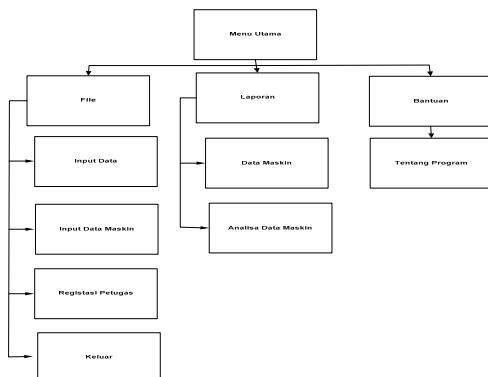 Menu Utama
File
Laporan
Bantuan
Input Data
Data Maskin
Tentang Program
Input Data Maskin
Analisa Data Maskin
Registasi Petugas
Keluar